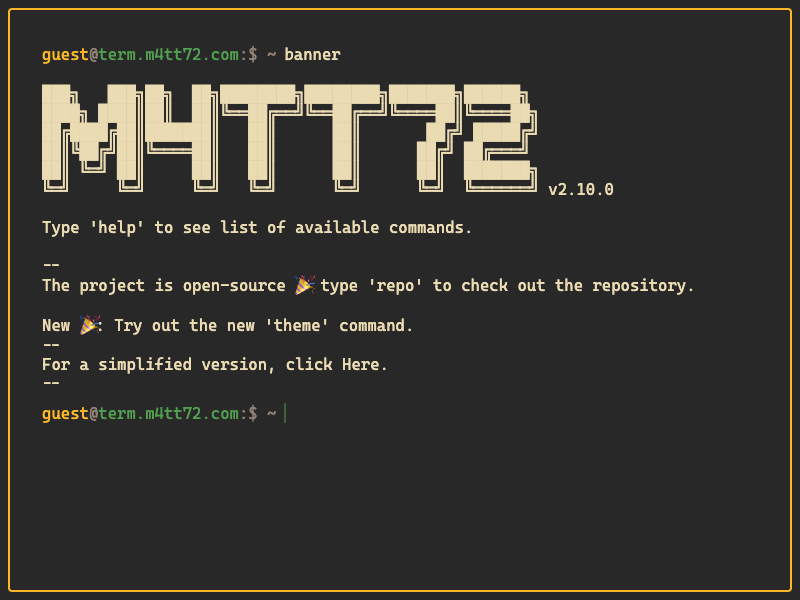 guest@term.m4tt72.com:$ ~ banner
M4TT72 v2.10.0
Type 'help' to see list of available commands.
--
The project is open-source 🎉 type 'repo' to check out the repository.
New 🎉: Try out the new 'theme' command.
--
For a simplified version, click Here.
--
guest@term.m4tt72.com:$ ~